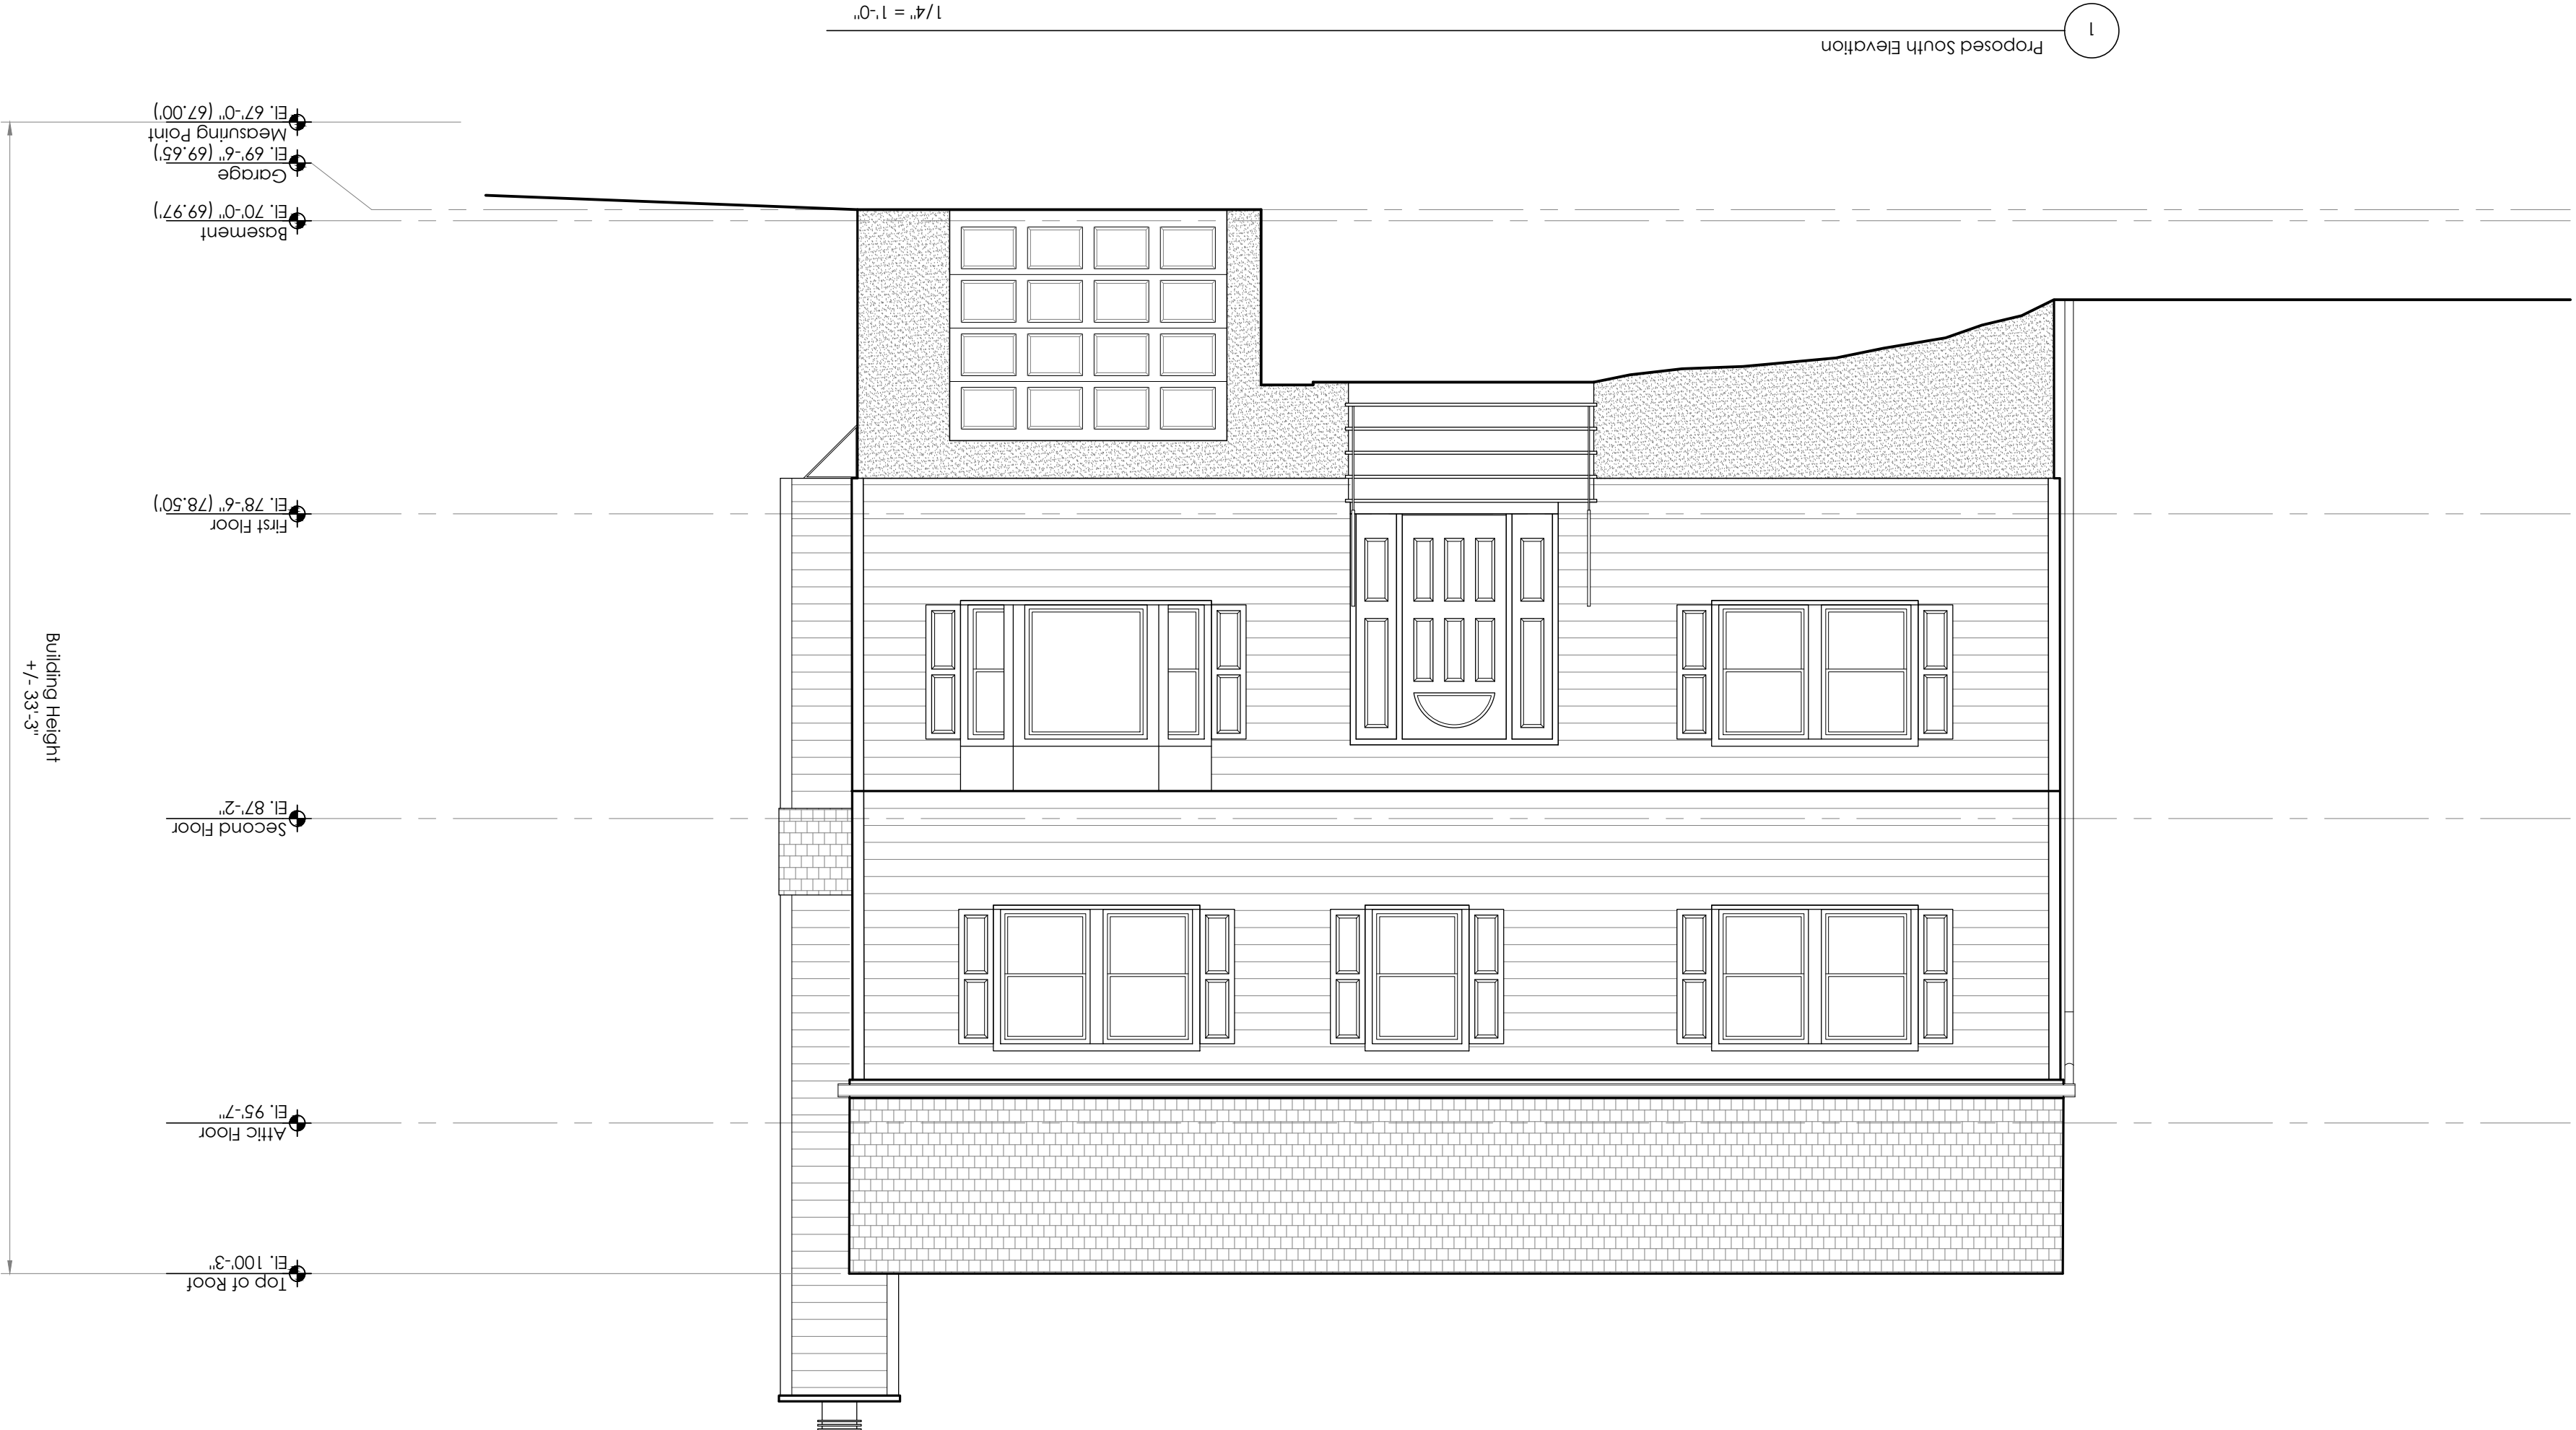 Top of Roof
El. 100'-3"
Attic Floor
El. 95'-7"
Second Floor
El. 87'-2"
Building Height
+/- 33'-3"
First Floor
El. 78'-6" (78.50')
Basement
El. 70'-0" (69.97')
Garage
El. 69'-6" (69.65')
Measuring Point
El. 67'-0" (67.00')
1
Proposed South Elevation
1/4" = 1'-0"